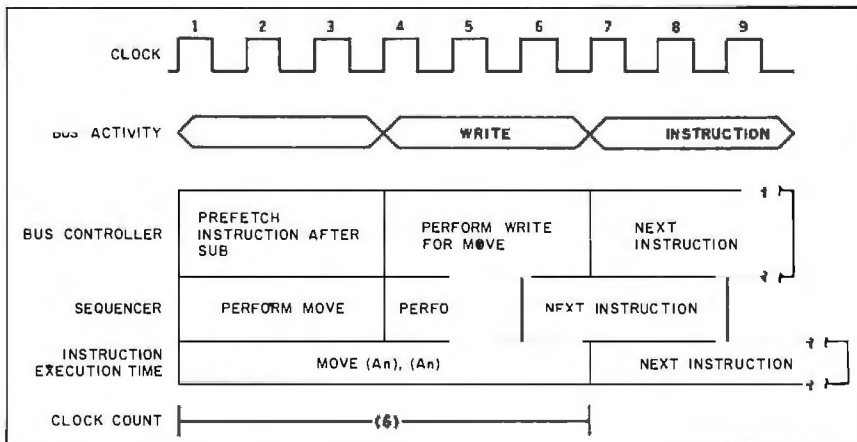 1 2 3 4 5 6 7 8 9
CLOCK
BUS ACTIVITY
WRITE
INSTRUCTION
BUS CONTROLLER
PREFETCH
INSTRUCTION AFTER
SUB
PERFORM WRITE
FOR MOVE
NEXT
INSTRUCTION
SEQUENCER
PERFORM MOVE
PERFO
NEXT INSTRUCTION
INSTRUCTION
EXECUTION TIME
MOVE (An), (An)
NEXT INSTRUCTION
CLOCK COUNT
(6)